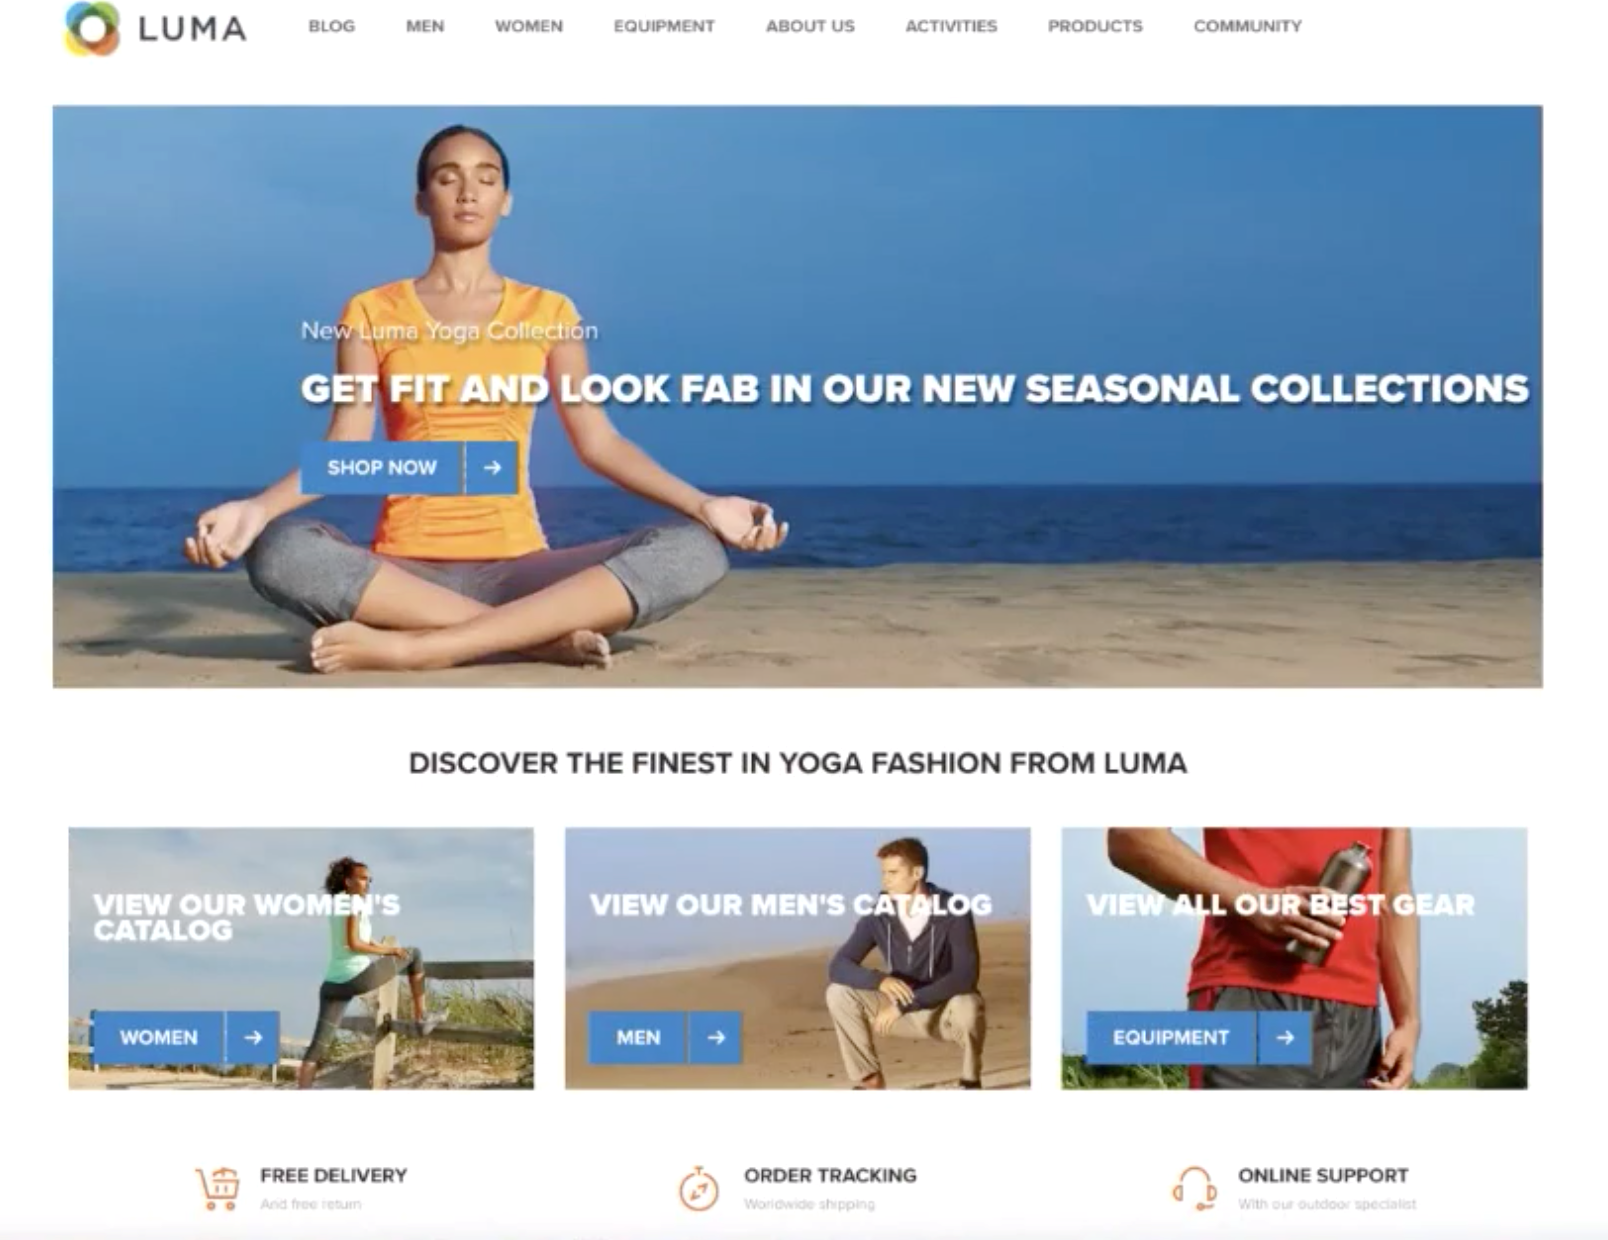 LUMA
BLOG MEN WOMEN EQUIPMENT ABOUT US ACTIVITIES PRODUCTS COMMUNITY
New Luma Yoga Collection
GET FIT AND LOOK FAB IN OUR NEW SEASONAL COLLECTIONS
SHOP NOW →
DISCOVER THE FINEST IN YOGA FASHION FROM LUMA
VIEW OUR WOMEN'S
CATALOG
WOMEN →
VIEW OUR MEN'S CATALOG
MEN →
VIEW ALL OUR BEST GEAR
EQUIPMENT →
FREE DELIVERY
And free return
ORDER TRACKING
Worldwide shipping
ONLINE SUPPORT
With our outdoor specialist